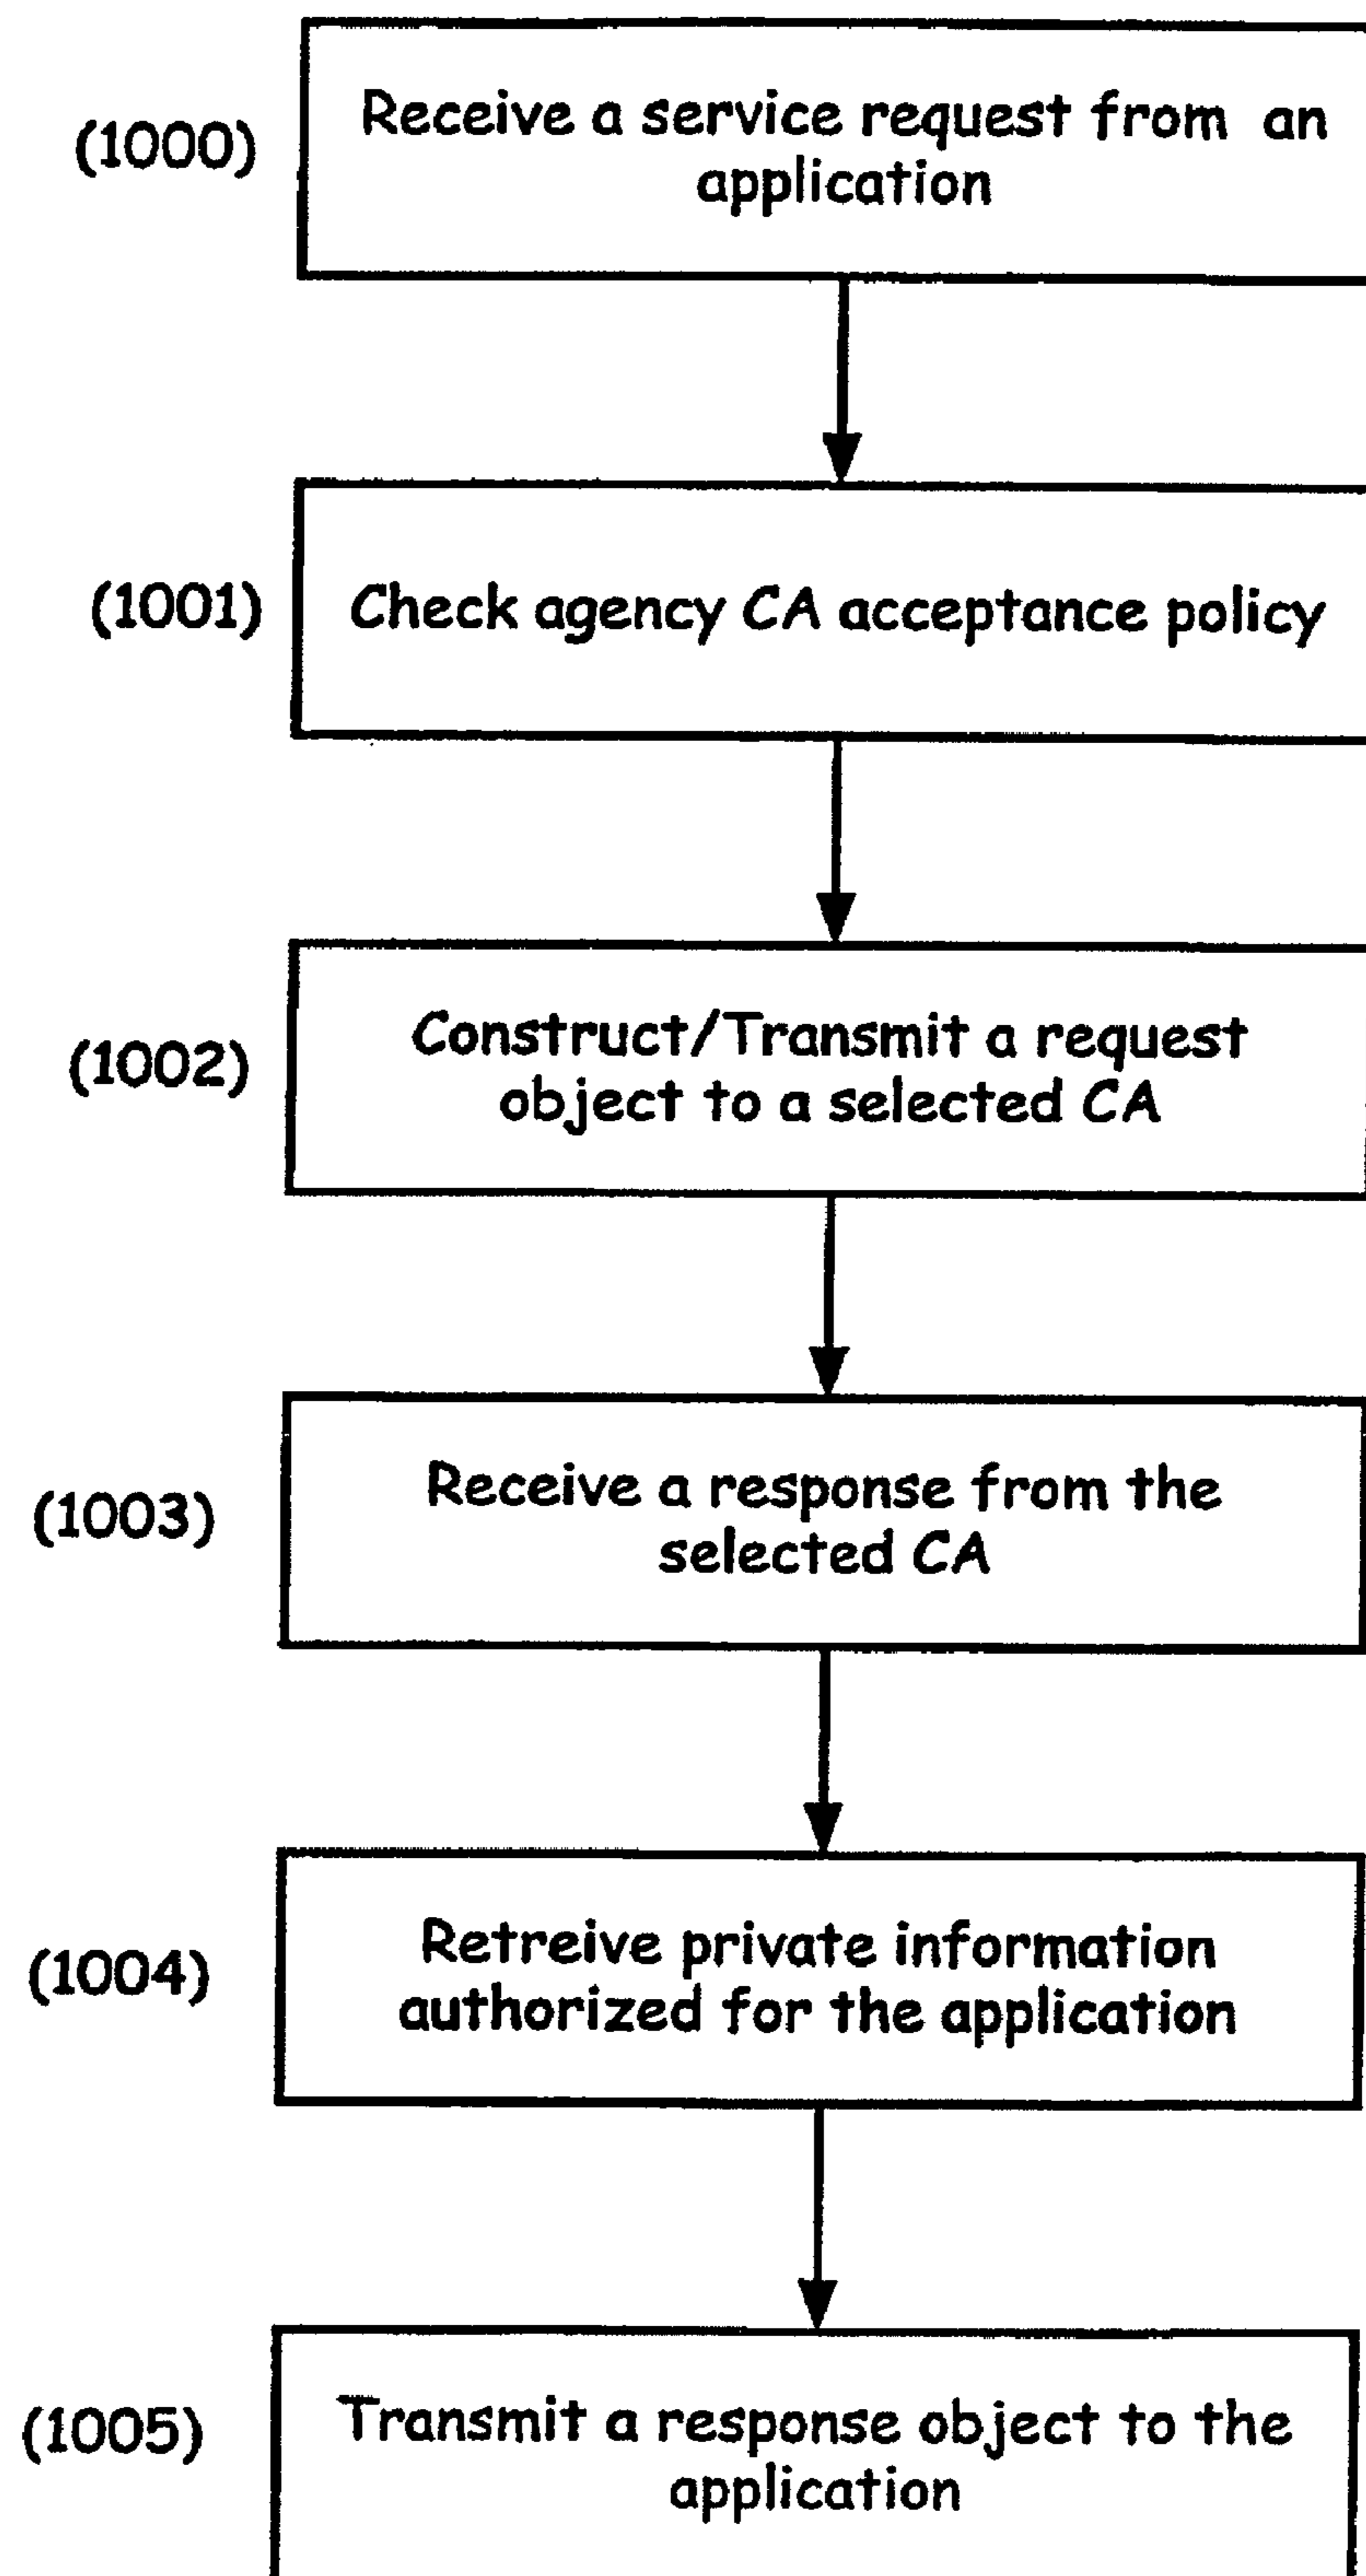 (1000)
Receive a service request from an
application
(1001)
Check agency CA acceptance policy
(1002)
Construct/Transmit a request
object to a selected CA
(1003)
Receive a response from the
selected CA
(1004)
Retreive private information
authorized for the application
(1005)
Transmit a response object to the
application